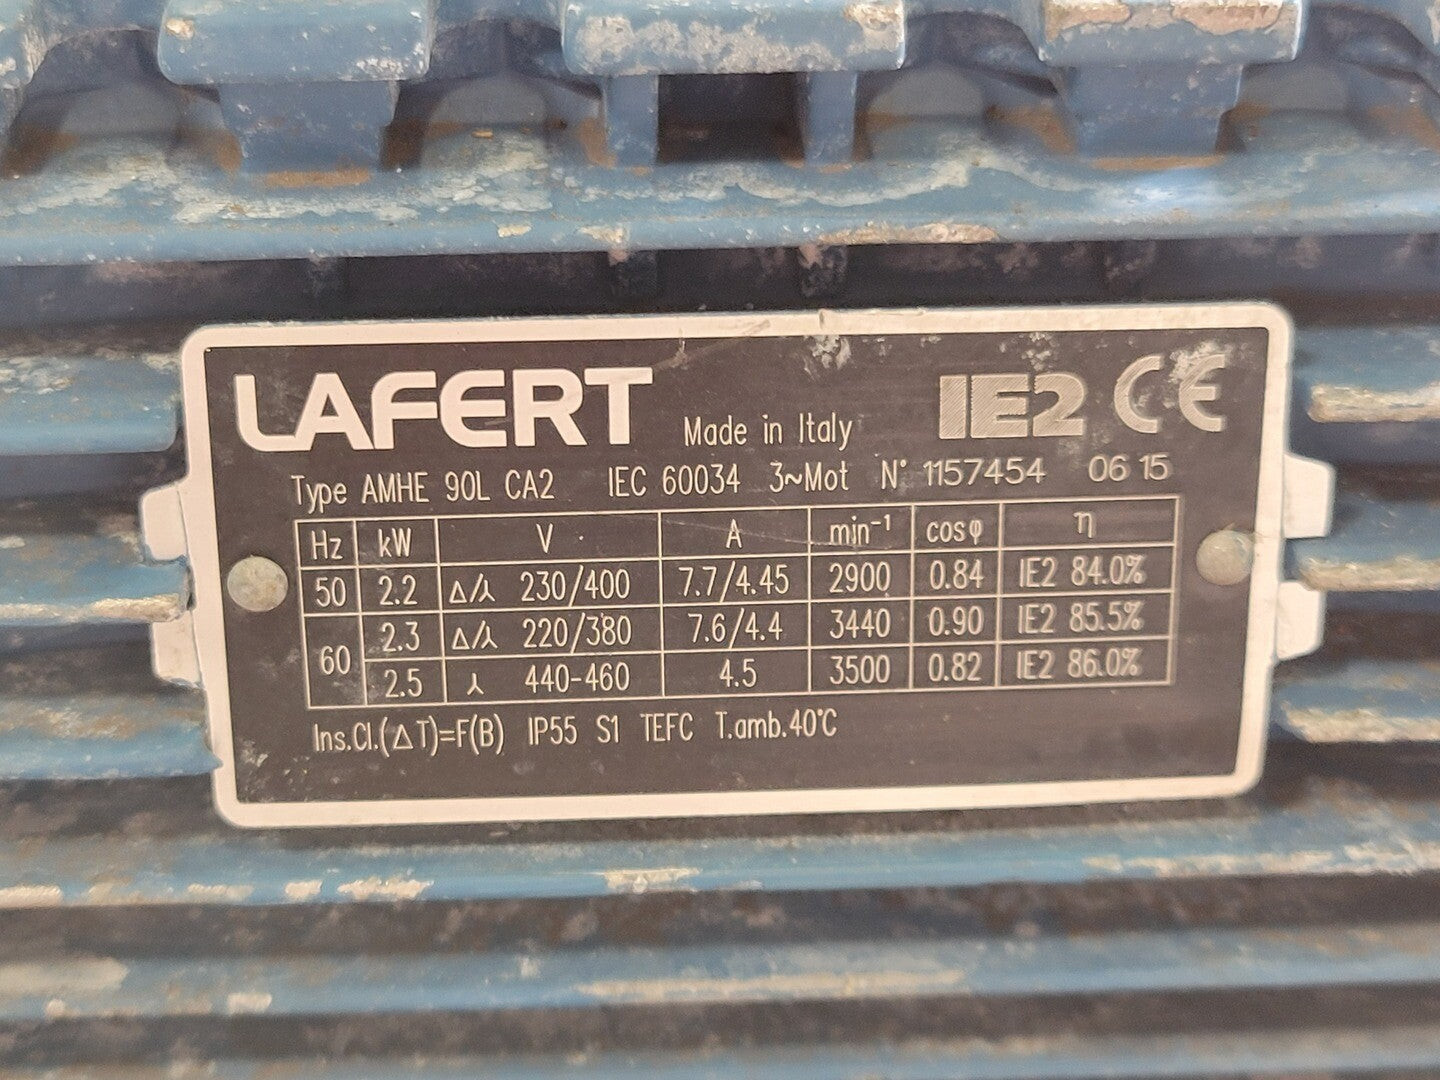 LAFERT Made in Italy IE2 CE
Type AMHE 90L CA2 IEC 60034 3~Mot N° 1157454 06 15
Hz kW V A min⁻¹ cosφ η
50 2.2 Δ/⅄ 230/400 7.7/4.45 2900 0.84 IE2 84.0%
60 2.3 Δ/⅄ 220/380 7.6/4.4 3440 0.90 IE2 85.5%
2.5 ⅄ 440-460 4.5 3500 0.82 IE2 86.0%
Ins.Cl.(ΔT)=F(B) IP55 S1 TEFC T.amb.40°C